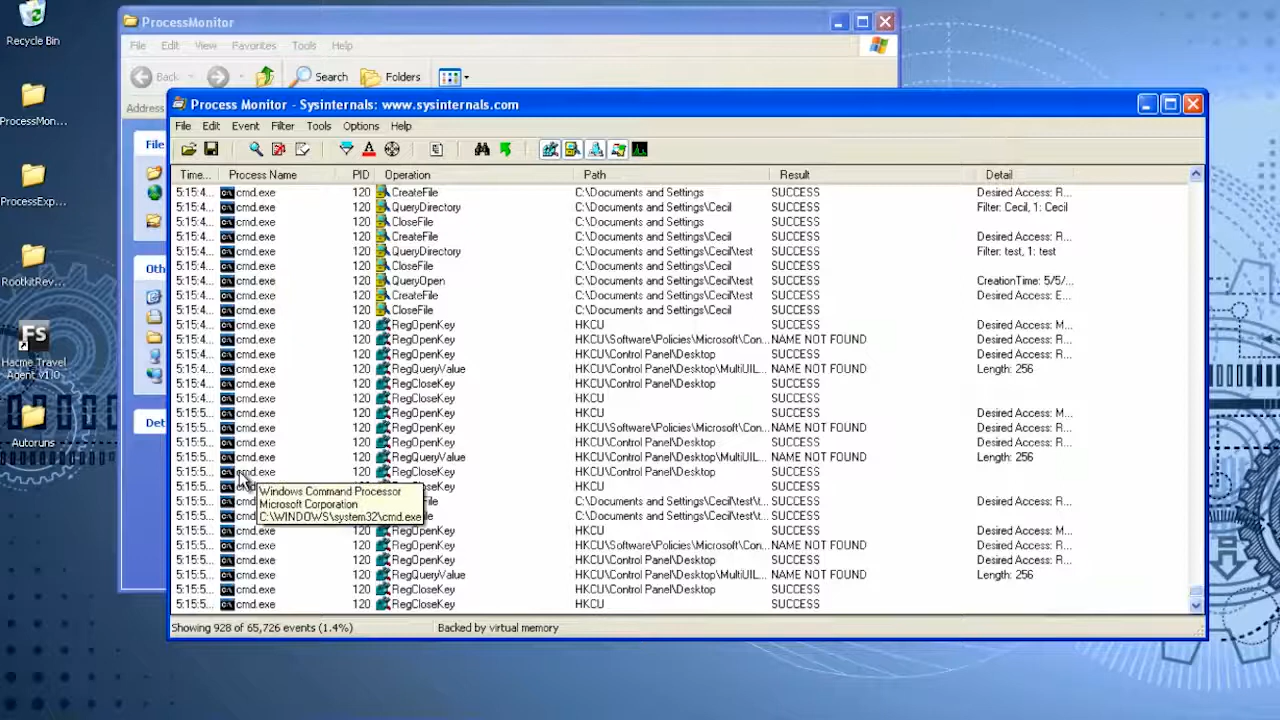 Recycle Bin
ProcessMon...
ProcessExp...
RootkitRev...
FS
Hacme Travel
Agent v1.0
Autoruns
ProcessMonitor
File Edit View Favorites Tools Help
Back Search Folders
Address
File
Oth
Det
Process Monitor - Sysinternals: www.sysinternals.com
File Edit Event Filter Tools Options Help
Time... Process Name PID Operation Path Result Detail
5:15:4... cmd.exe 120 CreateFile C:\Documents and Settings SUCCESS Desired Access: R...
5:15:4... cmd.exe 120 QueryDirectory C:\Documents and Settings\Cecil SUCCESS Filter: Cecil, 1: Cecil
5:15:4... cmd.exe 120 CloseFile C:\Documents and Settings SUCCESS
5:15:4... cmd.exe 120 CreateFile C:\Documents and Settings\Cecil SUCCESS Desired Access: R...
5:15:4... cmd.exe 120 QueryDirectory C:\Documents and Settings\Cecil\test SUCCESS Filter: test, 1: test
5:15:4... cmd.exe 120 CloseFile C:\Documents and Settings\Cecil SUCCESS
5:15:4... cmd.exe 120 QueryOpen C:\Documents and Settings\Cecil\test SUCCESS CreationTime: 5/5/...
5:15:4... cmd.exe 120 CreateFile C:\Documents and Settings\Cecil\test SUCCESS Desired Access: E...
5:15:4... cmd.exe 120 CloseFile C:\Documents and Settings\Cecil SUCCESS
5:15:4... cmd.exe 120 RegOpenKey HKCU SUCCESS Desired Access: M...
5:15:4... cmd.exe 120 RegOpenKey HKCU\Software\Policies\Microsoft\Con... NAME NOT FOUND Desired Access: R...
5:15:4... cmd.exe 120 RegOpenKey HKCU\Control Panel\Desktop SUCCESS Desired Access: R...
5:15:4... cmd.exe 120 RegQueryValue HKCU\Control Panel\Desktop\MultiUIL... NAME NOT FOUND Length: 256
5:15:4... cmd.exe 120 RegCloseKey HKCU\Control Panel\Desktop SUCCESS
5:15:4... cmd.exe 120 RegCloseKey HKCU SUCCESS
5:15:5... cmd.exe 120 RegOpenKey HKCU SUCCESS Desired Access: M...
5:15:5... cmd.exe 120 RegOpenKey HKCU\Software\Policies\Microsoft\Con... NAME NOT FOUND Desired Access: R...
5:15:5... cmd.exe 120 RegOpenKey HKCU\Control Panel\Desktop SUCCESS Desired Access: R...
5:15:5... cmd.exe 120 RegQueryValue HKCU\Control Panel\Desktop\MultiUIL... NAME NOT FOUND Length: 256
5:15:5... cmd.exe 120 RegCloseKey HKCU\Control Panel\Desktop SUCCESS
5:15:5... HKCU SUCCESS
5:15:5... C:\Documents and Settings\Cecil\test\t... SUCCESS Desired Access: R...
5:15:5... C:\Documents and Settings\Cecil\test\t... SUCCESS
Windows Command Processor
Microsoft Corporation
C:\WINDOWS\system32\cmd.exe
5:15:5... cmd.exe 120 RegOpenKey HKCU SUCCESS Desired Access: M...
5:15:5... cmd.exe 120 RegOpenKey HKCU\Software\Policies\Microsoft\Con... NAME NOT FOUND Desired Access: R...
5:15:5... cmd.exe 120 RegOpenKey HKCU\Control Panel\Desktop SUCCESS Desired Access: R...
5:15:5... cmd.exe 120 RegQueryValue HKCU\Control Panel\Desktop\MultiUIL... NAME NOT FOUND Length: 256
5:15:5... cmd.exe 120 RegCloseKey HKCU\Control Panel\Desktop SUCCESS
5:15:5... cmd.exe 120 RegCloseKey HKCU SUCCESS
Showing 928 of 65,726 events (1.4%) Backed by virtual memory